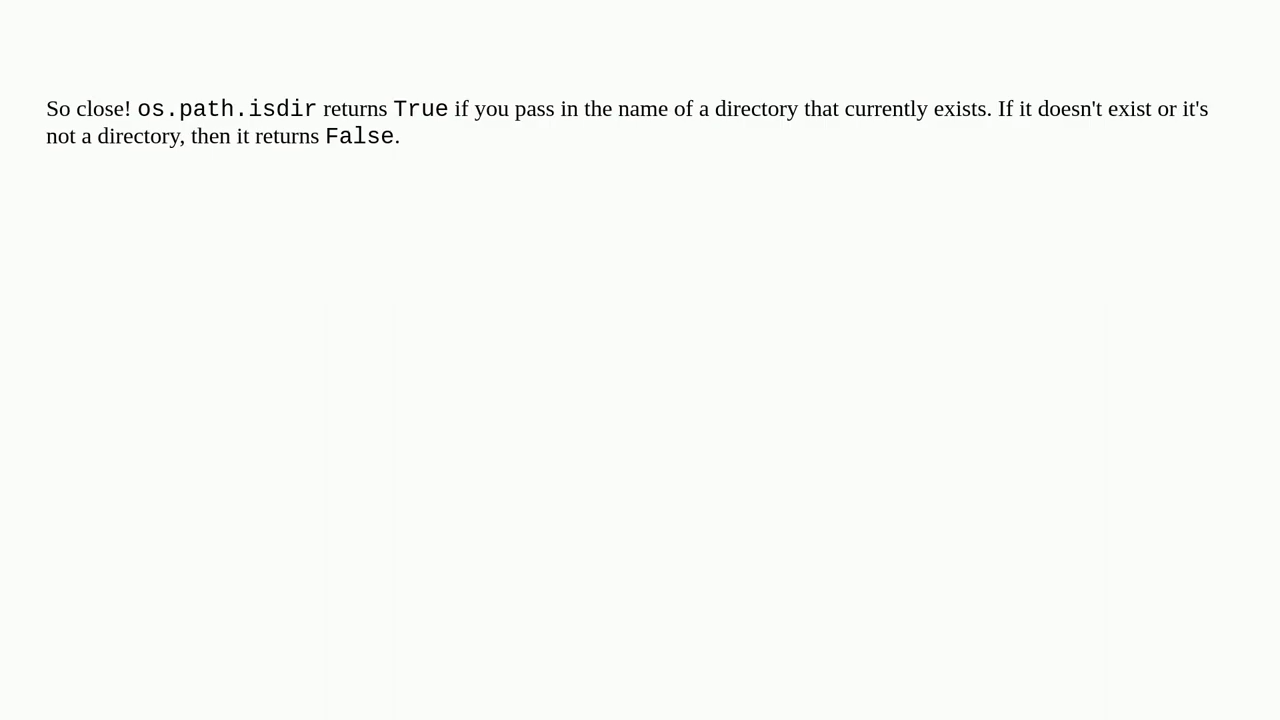 So close! os.path.isdir returns True if you pass in the name of a directory that currently exists. If it doesn't exist or it's
not a directory, then it returns False.